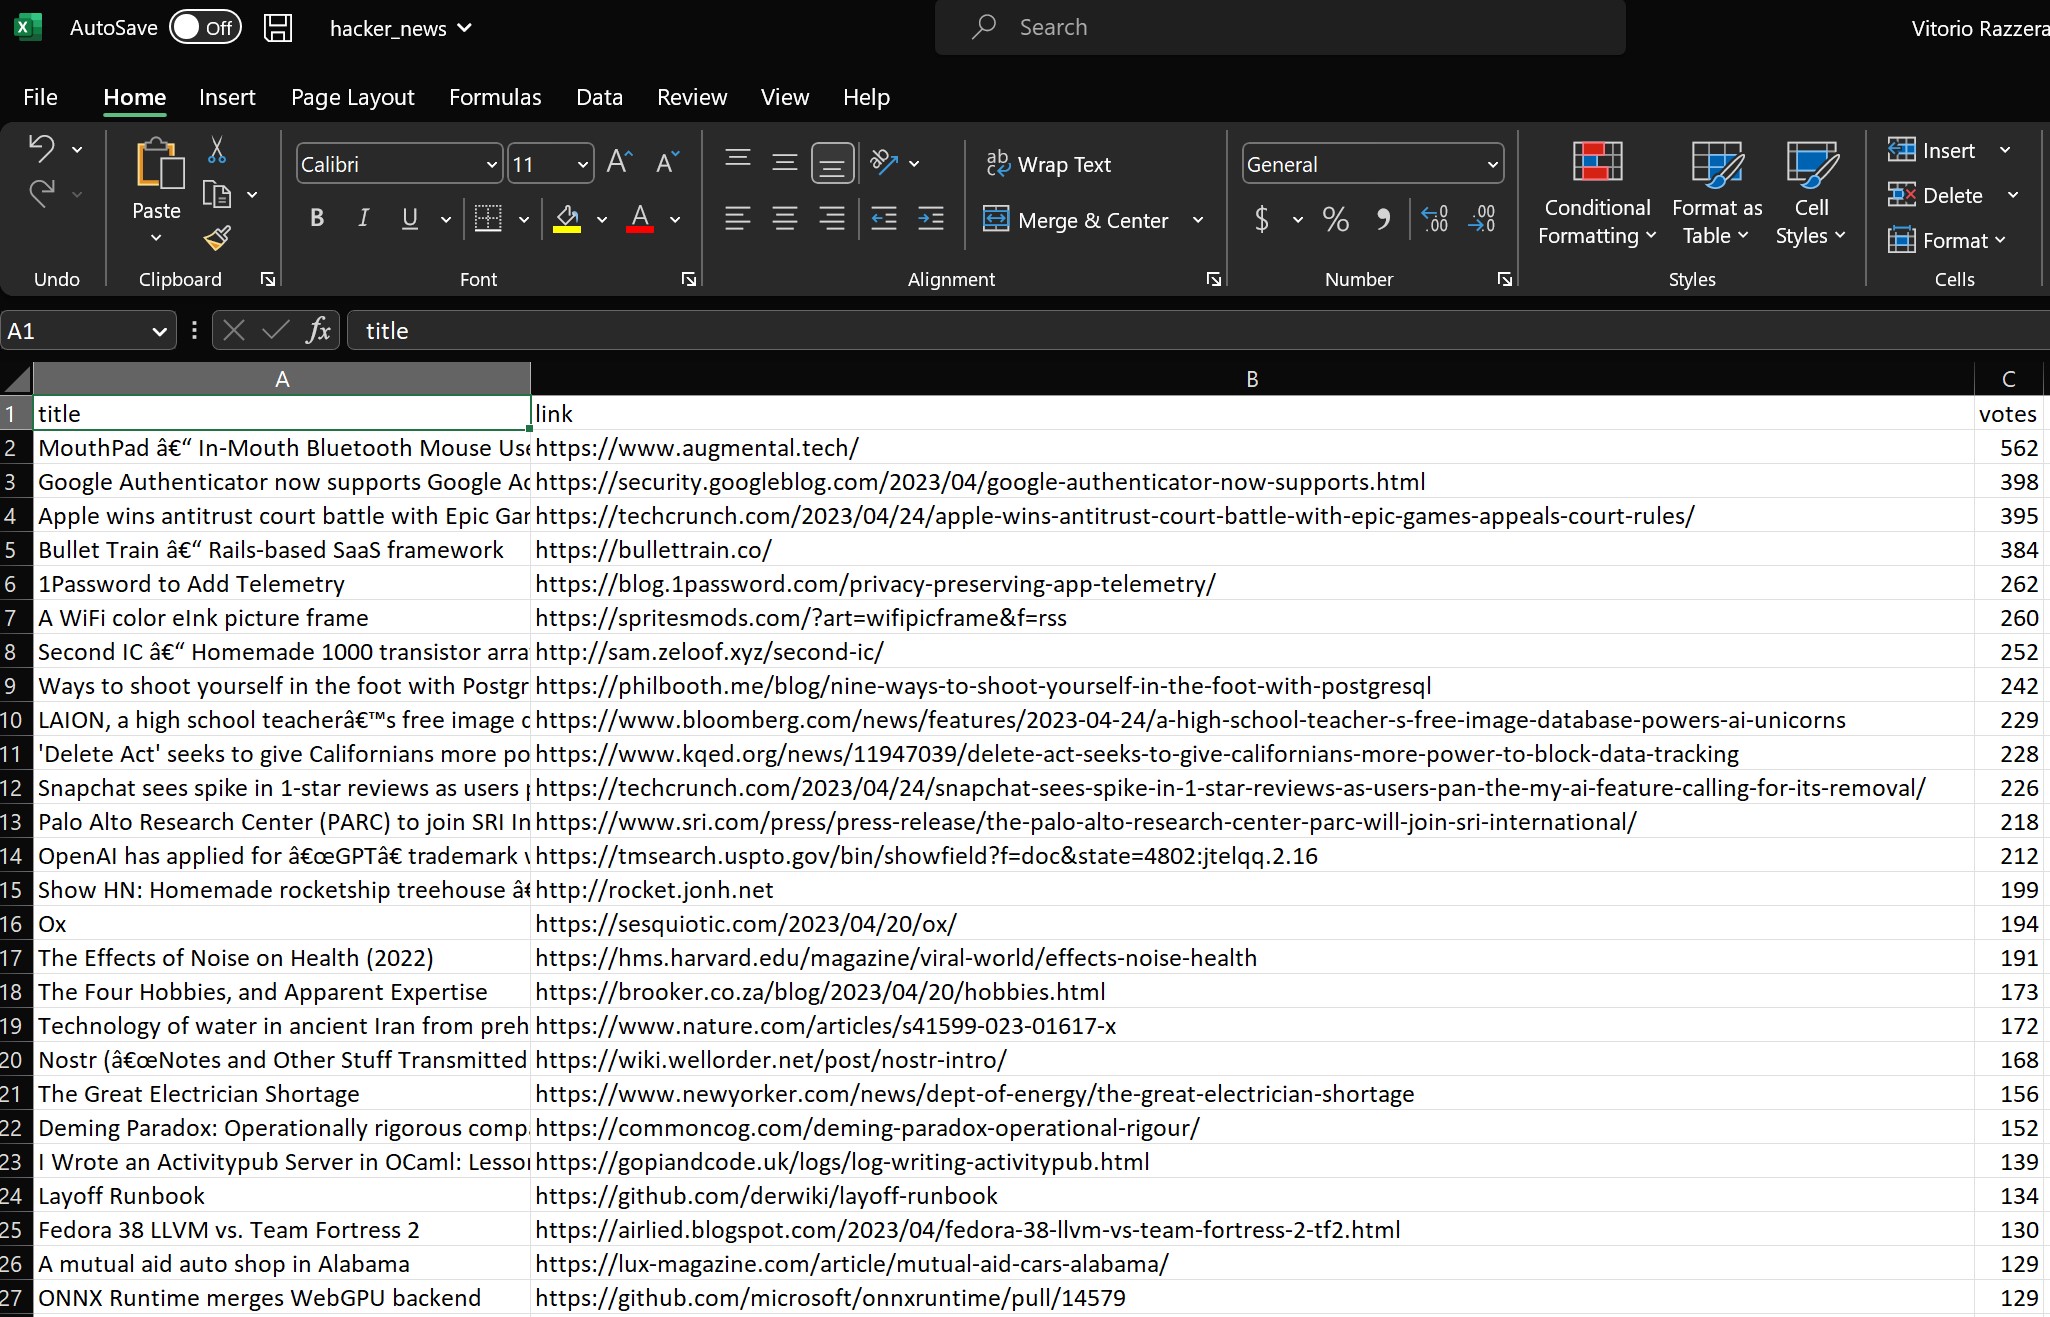 AutoSave Off hacker_news Search Vitorio Razzera
File Home Insert Page Layout Formulas Data Review View Help
Calibri 11 Wrap Text General Insert
Paste B I U Merge & Center $ % Conditional Formatting Format as Table Cell Styles Delete
Format
Undo Clipboard Font Alignment Number Styles Cells
A1 fx title
A B C
1 title link votes
2 MouthPad â€“ In-Mouth Bluetooth Mouse Use https://www.augmental.tech/ 562
3 Google Authenticator now supports Google Ac https://security.googleblog.com/2023/04/google-authenticator-now-supports.html 398
4 Apple wins antitrust court battle with Epic Gar https://techcrunch.com/2023/04/24/apple-wins-antitrust-court-battle-with-epic-games-appeals-court-rules/ 395
5 Bullet Train â€“ Rails-based SaaS framework https://bullettrain.co/ 384
6 1Password to Add Telemetry https://blog.1password.com/privacy-preserving-app-telemetry/ 262
7 A WiFi color eInk picture frame https://spritesmods.com/?art=wifipicframe&f=rss 260
8 Second IC â€“ Homemade 1000 transistor arra http://sam.zeloof.xyz/second-ic/ 252
9 Ways to shoot yourself in the foot with Postgr https://philbooth.me/blog/nine-ways-to-shoot-yourself-in-the-foot-with-postgresql 242
10 LAION, a high school teacherâ€™s free image d https://www.bloomberg.com/news/features/2023-04-24/a-high-school-teacher-s-free-image-database-powers-ai-unicorns 229
11 'Delete Act' seeks to give Californians more po https://www.kqed.org/news/11947039/delete-act-seeks-to-give-californians-more-power-to-block-data-tracking 228
12 Snapchat sees spike in 1-star reviews as users p https://techcrunch.com/2023/04/24/snapchat-sees-spike-in-1-star-reviews-as-users-pan-the-my-ai-feature-calling-for-its-removal/ 226
13 Palo Alto Research Center (PARC) to join SRI In https://www.sri.com/press/press-release/the-palo-alto-research-center-parc-will-join-sri-international/ 218
14 OpenAI has applied for â€œGPTâ€ trademark https://tmsearch.uspto.gov/bin/showfield?f=doc&state=4802:jtelqq.2.16 212
15 Show HN: Homemade rocketship treehouse â€ http://rocket.jonh.net 199
16 Ox https://sesquiotic.com/2023/04/20/ox/ 194
17 The Effects of Noise on Health (2022) https://hms.harvard.edu/magazine/viral-world/effects-noise-health 191
18 The Four Hobbies, and Apparent Expertise https://brooker.co.za/blog/2023/04/20/hobbies.html 173
19 Technology of water in ancient Iran from preh https://www.nature.com/articles/s41599-023-01617-x 172
20 Nostr (â€œNotes and Other Stuff Transmitted https://wiki.wellorder.net/post/nostr-intro/ 168
21 The Great Electrician Shortage https://www.newyorker.com/news/dept-of-energy/the-great-electrician-shortage 156
22 Deming Paradox: Operationally rigorous comp https://commoncog.com/deming-paradox-operational-rigour/ 152
23 I Wrote an Activitypub Server in OCaml: Lesson https://gopiandcode.uk/logs/log-writing-activitypub.html 139
24 Layoff Runbook https://github.com/derwiki/layoff-runbook 134
25 Fedora 38 LLVM vs. Team Fortress 2 https://airlied.blogspot.com/2023/04/fedora-38-llvm-vs-team-fortress-2-tf2.html 130
26 A mutual aid auto shop in Alabama https://lux-magazine.com/article/mutual-aid-cars-alabama/ 129
27 ONNX Runtime merges WebGPU backend https://github.com/microsoft/onnxruntime/pull/14579 129